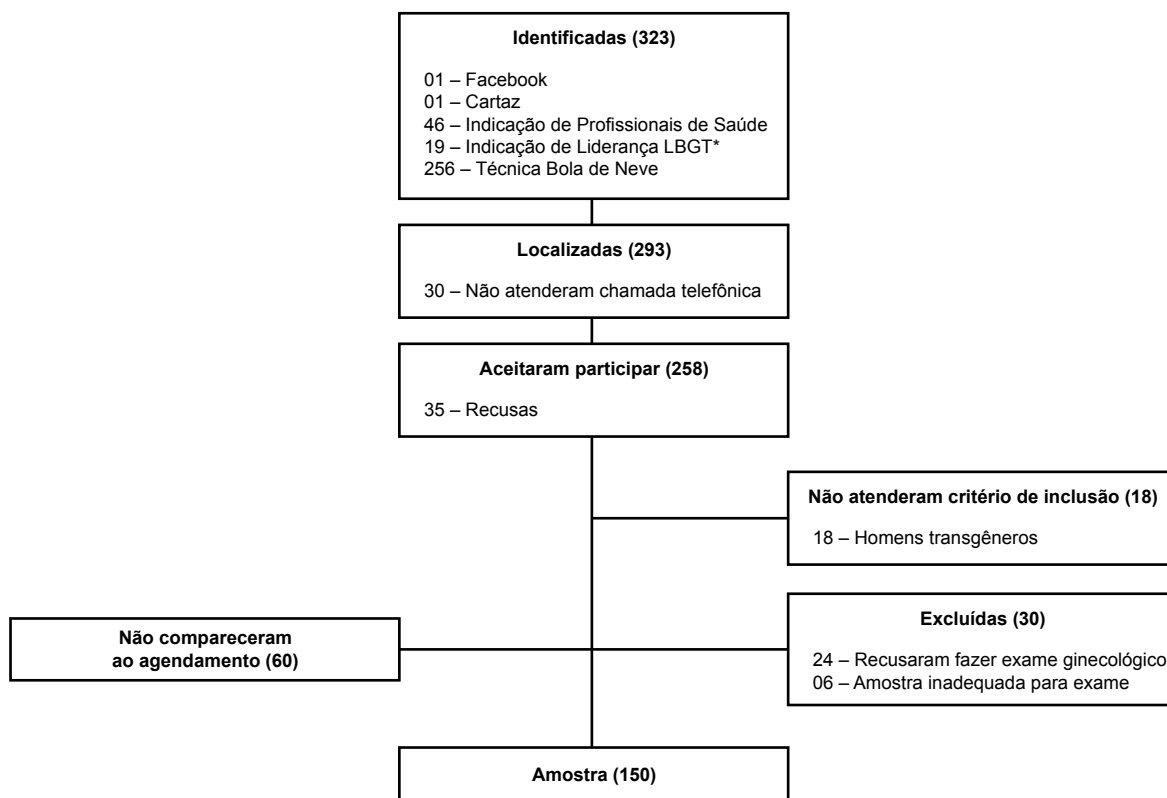 Identificadas (323)
01 – Facebook
01 – Cartaz
46 – Indicação de Profissionais de Saúde
19 – Indicação de Liderança LBGT*
256 – Técnica Bola de Neve
Localizadas (293)
30 – Não atenderam chamada telefônica
Aceitaram participar (258)
35 – Recusas
Não atenderam critério de inclusão (18)
18 – Homens transgêneros
Não compareceram
ao agendamento (60)
Excluídas (30)
24 – Recusaram fazer exame ginecológico
06 – Amostra inadequada para exame
Amostra (150)